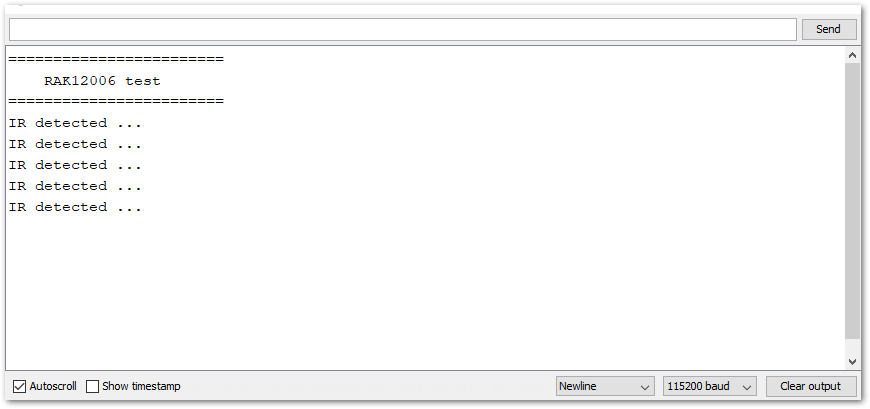 Send
========================
    RAK12006 test
========================
IR detected ...
IR detected ...
IR detected ...
IR detected ...
IR detected ...
Autoscroll Show timestamp Newline 115200 baud Clear output